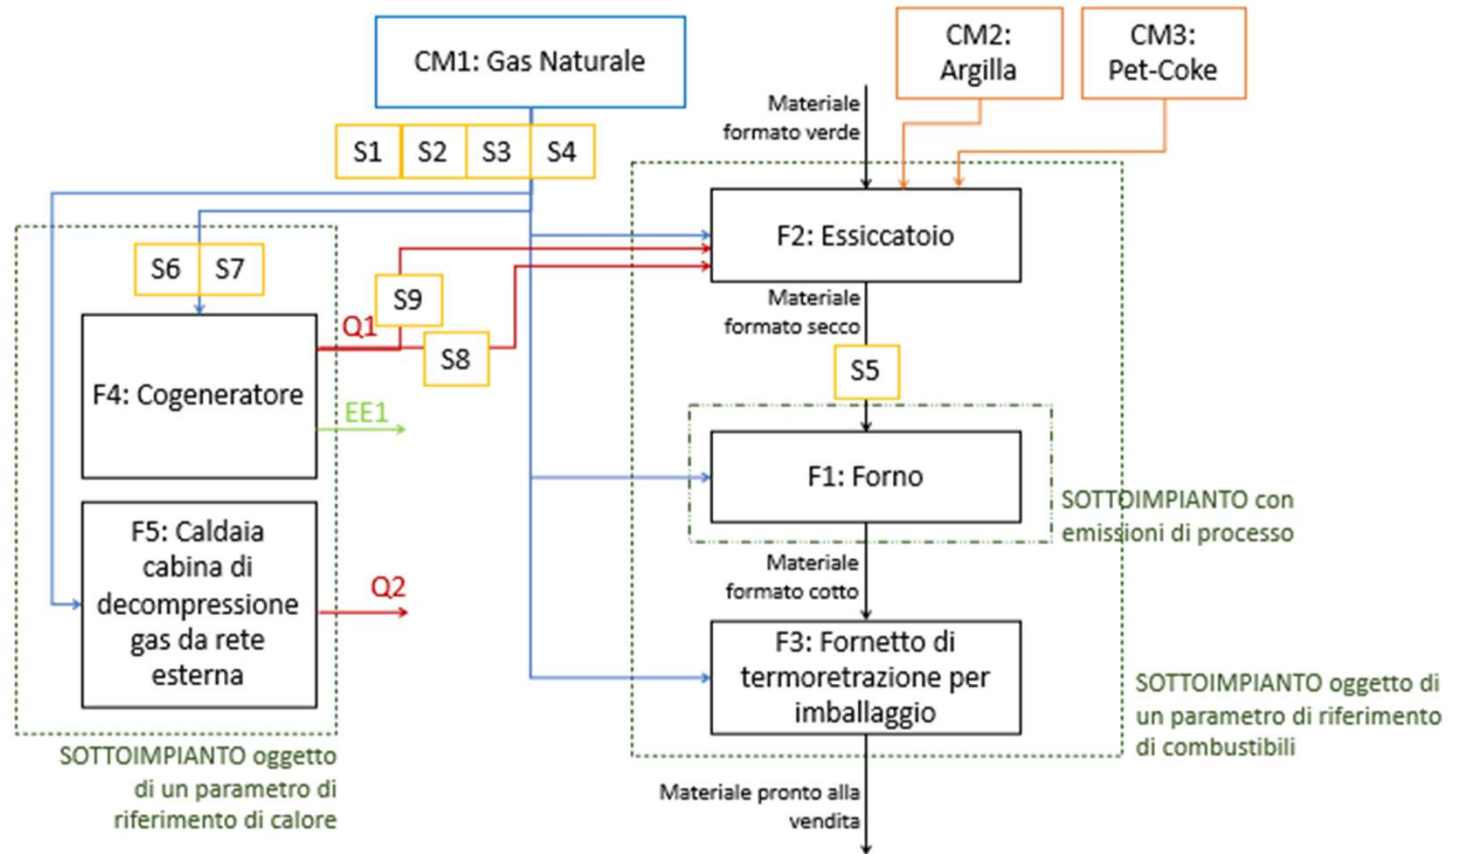 CM1: Gas Naturale
CM2:
Argilla
CM3:
Pet-Coke
Materiale
formato verde
S1
S2
S3
S4
F2: Essiccatoio
S6
S7
S9
Q1
S8
Materiale
formato secco
S5
F4: Cogeneratore
EE1
F1: Forno
SOTTOIMPIANTO con
emissioni di processo
F5: Caldaia
cabina di
decompressione
gas da rete
esterna
Q2
Materiale
formato cotto
F3: Fornetto di
termoretrazione per
imballaggio
SOTTOIMPIANTO oggetto di
un parametro di riferimento
di combustibili
SOTTOIMPIANTO oggetto
di un parametro di
riferimento di calore
Materiale pronto alla
vendita